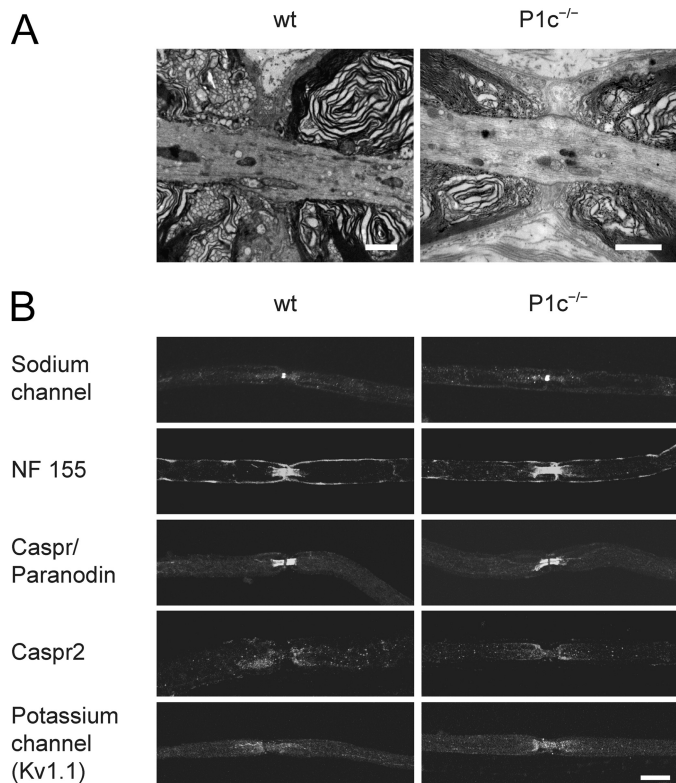 A
wt P1c−/−
B
wt P1c−/−
Sodium
channel
NF 155
Caspr/
Paranodin
Caspr2
Potassium
channel
(Kv1.1)